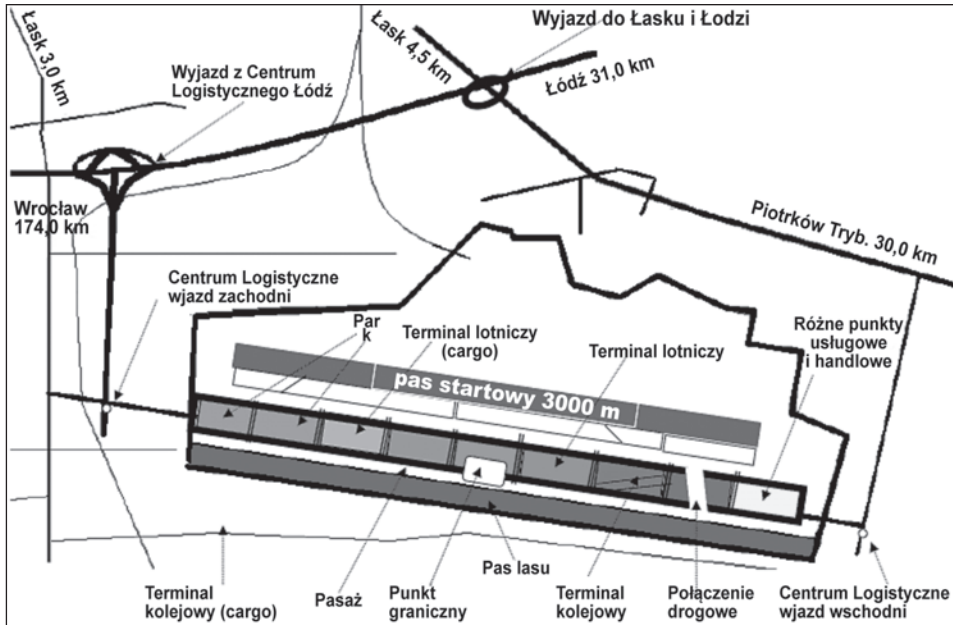 Łask 3,0 km
Wyjazd z Centrum
Logistycznego Łódź
Łask 4,5 km
Wyjazd do Łasku i Łodzi
Łódź 31,0 km
Wrocław
174,0 km
Piotrków Tryb. 30,0 km
Centrum Logistyczne
wjazd zachodni
Par
k
Terminal lotniczy
(cargo)
Terminal lotniczy
Różne punkty
usługowe
i handlowe
pas startowy 3000 m
Terminal
kolejowy (cargo)
Pasaż
Punkt
graniczny
Pas lasu
Terminal
kolejowy
Połączenie
drogowe
Centrum Logistyczne
wjazd wschodni